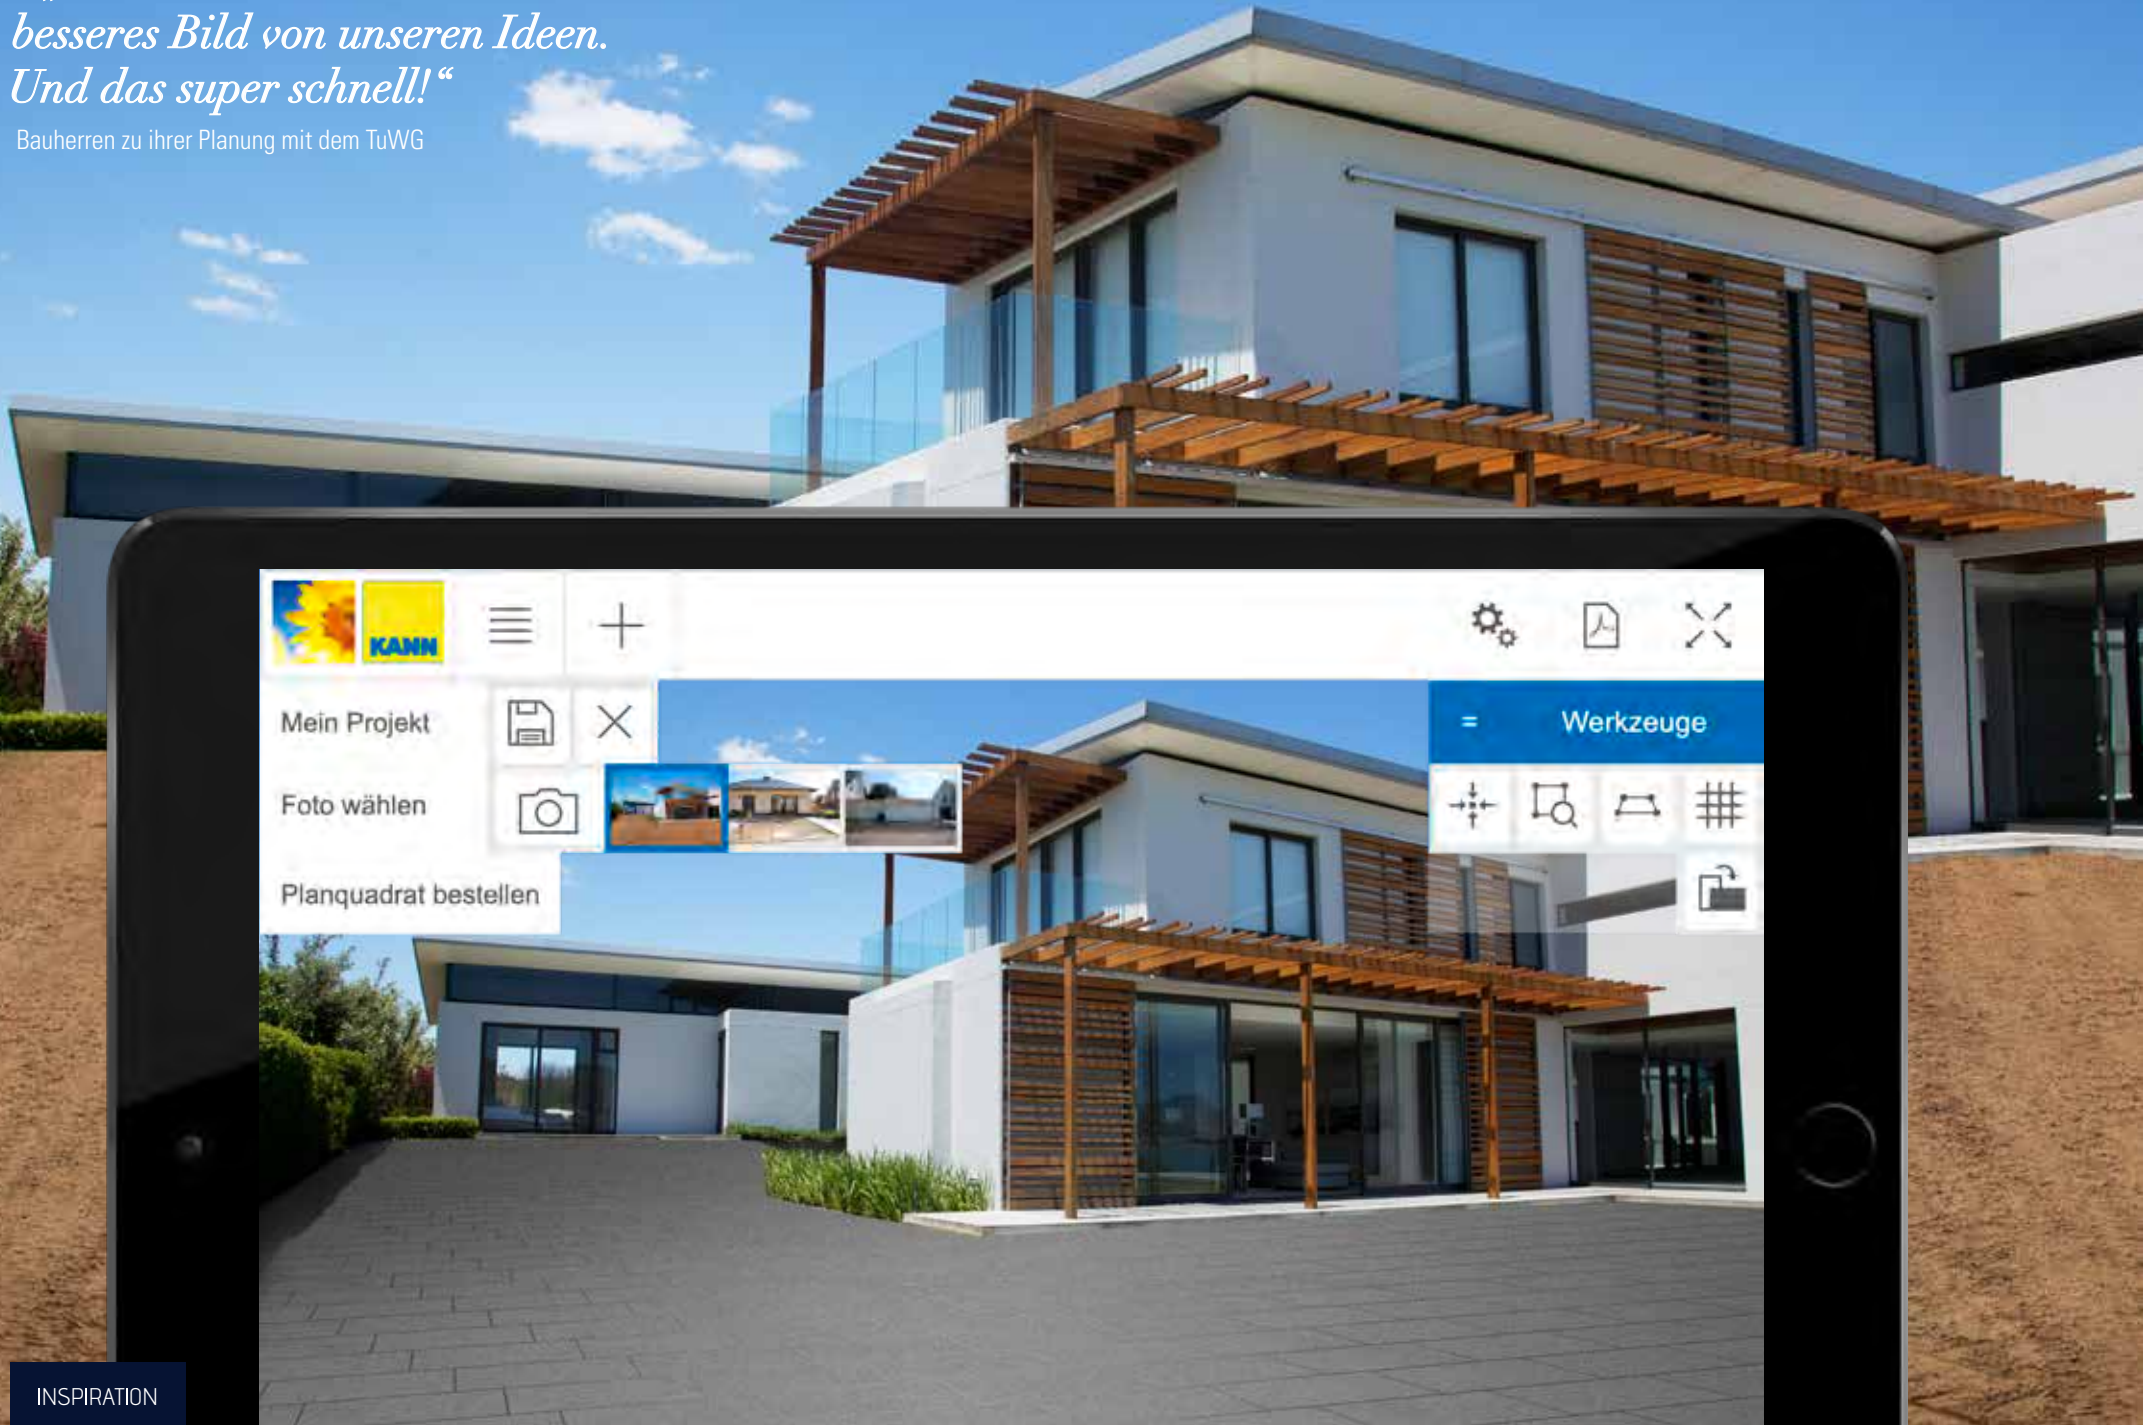 besseres Bild von unseren Ideen.
Und das super schnell!“
Bauherren zu ihrer Planung mit dem TuWG
KANN
Mein Projekt
= Werkzeuge
Foto wählen
Planquadrat bestellen
INSPIRATION